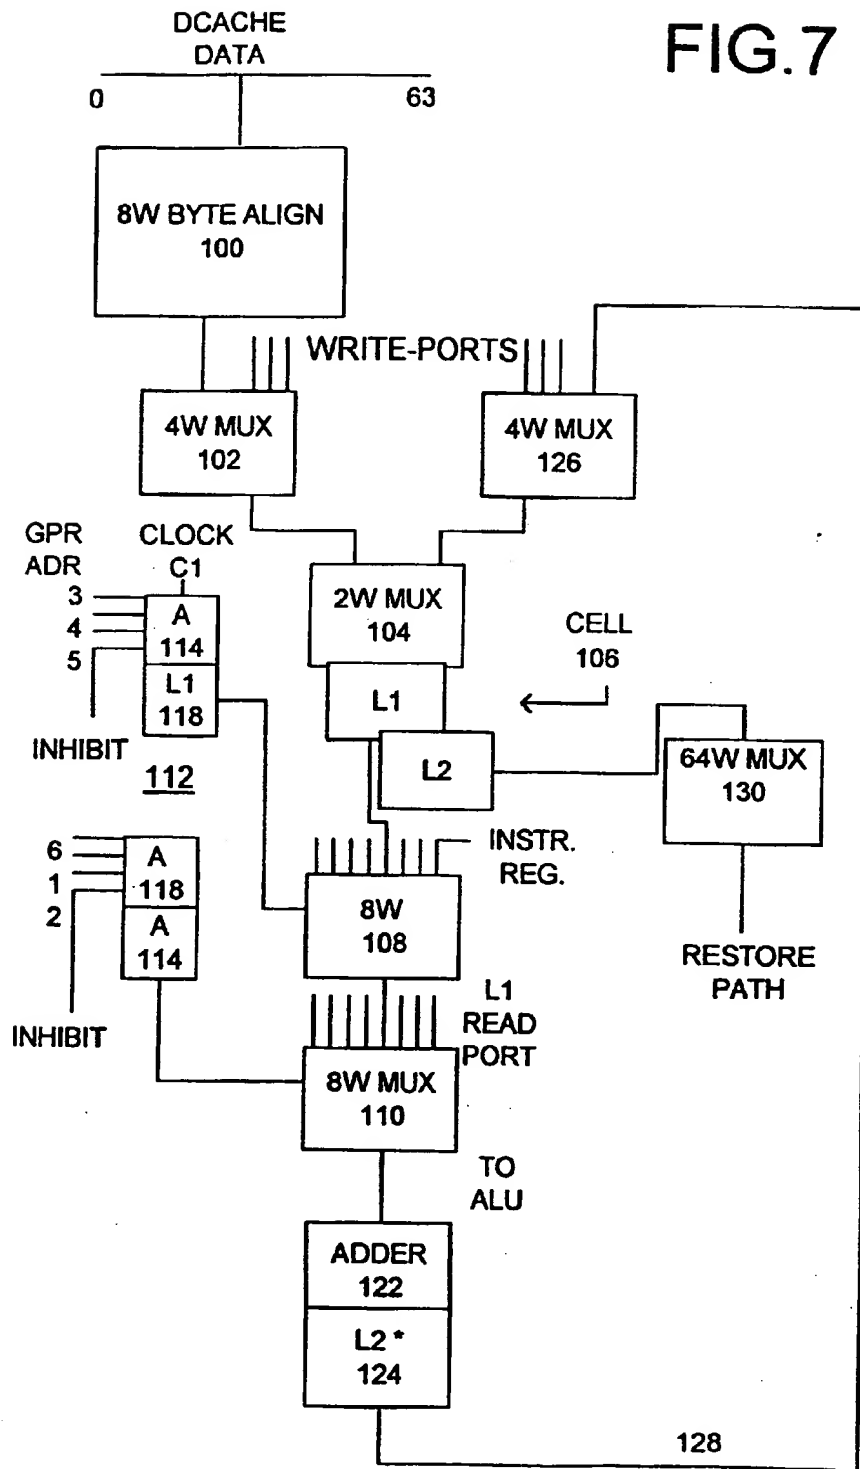 DCACHE
DATA
FIG.7
0 63
8W BYTE ALIGN
100
WRITE-PORTS
4W MUX
102
4W MUX
126
GPR
ADR
CLOCK
C1
3
4
5
A
114
L1
118
INHIBIT
112
2W MUX
104
L1
L2
CELL
106
64W MUX
130
RESTORE
PATH
6
1
2
A
118
A
114
INHIBIT
INSTR.
REG.
8W
108
L1
READ
PORT
8W MUX
110
TO
ALU
ADDER
122
L2 *
124
128